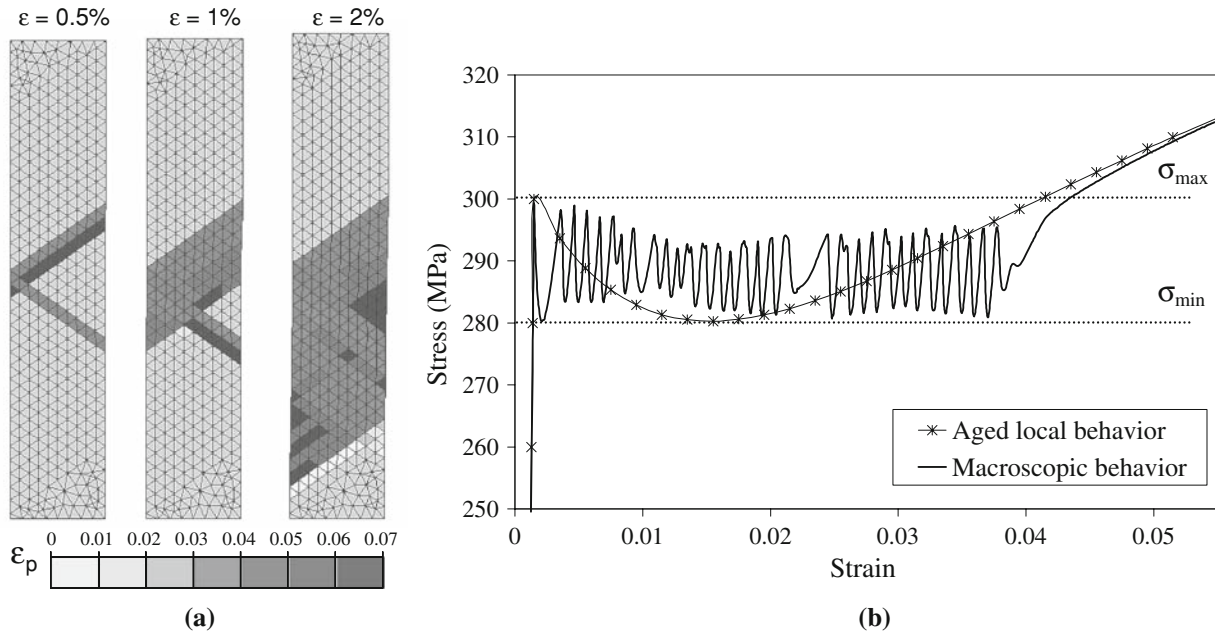 ε = 0.5% ε = 1% ε = 2%
0 0.01 0.02 0.03 0.04 0.05 0.06 0.07
εp
(a)
320
310
300
290
280
270
260
250
Stress (MPa)
σmax
σmin
Aged local behavior
Macroscopic behavior
0 0.01 0.02 0.03 0.04 0.05
Strain
(b)